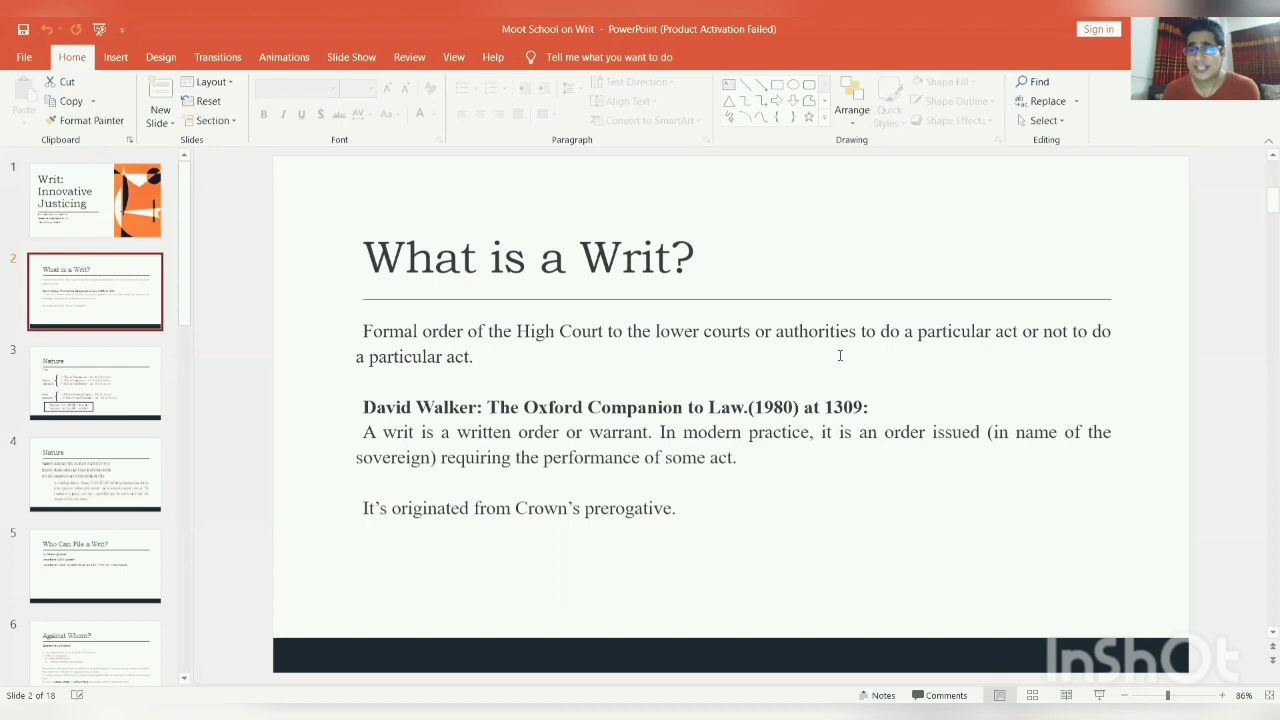 Moot School on Writ - PowerPoint (Product Activation Failed)
Sign in
File Home Insert Design Transitions Animations Slide Show Review View Help Tell me what you want to do
Paste
Cut
Copy
Format Painter
Clipboard
New
Slide
Layout
Reset
Section
Slides
Font
Text Direction
Align Text
Convert to SmartArt
Paragraph
Arrange
Quick
Styles
Shape Fill
Shape Outline
Shape Effects
Drawing
Find
Replace
Select
Editing
1
Writ:
Innovative
Justicing
2
What is a Writ?
3
Nature
4
Nature
5
Who Can File a Writ?
6
Against Whom?
What is a Writ?
Formal order of the High Court to the lower courts or authorities to do a particular act or not to do
a particular act.
David Walker: The Oxford Companion to Law.(1980) at 1309:
A writ is a written order or warrant. In modern practice, it is an order issued (in name of the
sovereign) requiring the performance of some act.
It's originated from Crown's prerogative.
InShOt
Slide 2 of 18
Notes
Comments
86%